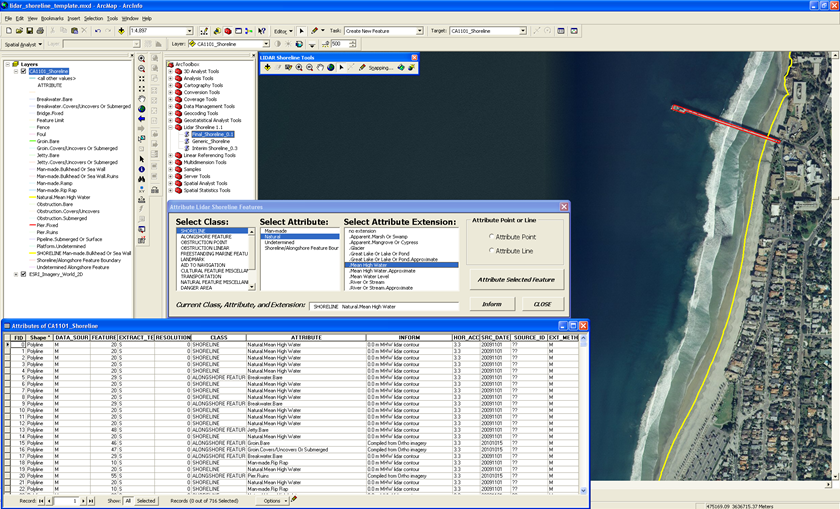 lidar_shoreline_template.mxd - ArcMap - ArcInfo
File Edit View Insert Selection Tools Window Help
1:4,897 Editor Task: Create New Feature Target: CA1101_Shoreline
Spatial Analyst Layer: Layer: CA1101_Shoreline 500
Layers
CA1101_Shoreline
<all other values>
ATTRIBUTE
Breakwater.Bare
Breakwater.Covers/Uncovers Or Submerged
Bridge.Fixed
Feature Limit
Fence
Foul
Groin.Bare
Groin.Covers/Uncovers Or Submerged
Jetty.Bare
Jetty.Covers/Uncovers Or Submerged
Man-made.Bulkhead Or Sea Wall
Man-made.Bulkhead Or Sea Wall.Ruins
Man-made.Ramp
Man-made.Rip Rap
Natural.Mean High Water
Obstruction.Bare
Obstruction.Covers/Uncovers
Obstruction.Submerged
Pier.Fixed
Pier.Ruins
Pipeline.Submerged Or Surface
Platform.Undetermined
SHORELINE Man-made.Bulkhead Or Sea Wall
Shoreline/Alongshore Feature Boundary
Undetermined Alongshore Feature
ESRI_Imagery_World_2D
ArcToolbox
3D Analyst Tools
Analysis Tools
Cartography Tools
Conversion Tools
Coverage Tools
Data Management Tools
Geocoding Tools
Geostatistical Analyst Tools
Lidar Shoreline 1.1
Final_Shoreline_0.1
Generic_Shoreline
Interim Shoreline_0.3
Linear Referencing Tools
Multidimension Tools
Samples
Server Tools
Spatial Analyst Tools
Spatial Statistics Tools
LIDAR Shoreline Tools
Snapping...
Attribute Lidar Shoreline Features
Select Class:
SHORELINE
ALONGSHORE FEATURE
OBSTRUCTION POINT
OBSTRUCTION LINEAR
FREESTANDING MARINE FEATU
LANDMARK
AID TO NAVIGATION
CULTURAL FEATURE MISCELLAN
TRANSPORTATION
NATURAL FEATURE MISCELLAN
DANGER AREA
Select Attribute:
Man-made
Natural
Undetermined
Shoreline/Alongshore Feature Bour
Select Attribute Extension:
no extension
.Apparent.Marsh Or Swamp
.Apparent.Mangrove Or Cypress
.Glacier
.Great Lake Or Lake Or Pond
.Great Lake Or Lake Or Pond.Approximate
.Mean High Water
.Mean High Water.Approximate
.Mean Water Level
.River Or Stream
.River Or Stream.Approximate
Attribute Point or Line
Attribute Point
Attribute Line
Attribute Selected Feature
Current Class, Attribute, and Extension: SHORELINE Natural.Mean High Water
Inform CLOSE
Attributes of CA1101_Shoreline
FID Shape * DATA_SOUR FEATURE EXTRACT_TE RESOLUTION CLASS ATTRIBUTE INFORM HOR_ACC SRC_DATE SOURCE_ID EXT_METH
0 Polyline M 20 S 0 SHORELINE Natural.Mean High Water 0.0 m MHW lidar contour 3.3 20091101 ?? M
1 Polyline M 20 S 0 SHORELINE Natural.Mean High Water 0.0 m MHW lidar contour 3.3 20091101 ?? M
2 Polyline M 20 S 0 SHORELINE Natural.Mean High Water 0.0 m MHW lidar contour 3.3 20091101 ?? M
3 Polyline M 20 S 0 SHORELINE Natural.Mean High Water 0.0 m MHW lidar contour 3.3 20091101 ?? M
4 Polyline M 20 S 0 SHORELINE Natural.Mean High Water 0.0 m MHW lidar contour 3.3 20091101 ?? M
5 Polyline M 29 S 0 ALONGSHORE FEATUR Breakwater.Bare 0.0 m MHW lidar contour 3.3 20091101 ?? M
6 Polyline M 20 S 0 SHORELINE Natural.Mean High Water 0.0 m MHW lidar contour 3.3 20091101 ?? M
7 Polyline M 20 S 0 SHORELINE Natural.Mean High Water 0.0 m MHW lidar contour 3.3 20091101 ?? M
8 Polyline M 20 S 0 SHORELINE Natural.Mean High Water 0.0 m MHW lidar contour 3.3 20091101 ?? M
9 Polyline M 29 S 0 ALONGSHORE FEATUR Breakwater.Bare 0.0 m MHW lidar contour 3.3 20091101 ?? M
10 Polyline M 20 S 0 SHORELINE Natural.Mean High Water 0.0 m MHW lidar contour 3.3 20091101 ?? M
11 Polyline M 20 S 0 SHORELINE Natural.Mean High Water 0.0 m MHW lidar contour 3.3 20091101 ?? M
12 Polyline M 20 S 0 SHORELINE Natural.Mean High Water 0.0 m MHW lidar contour 3.3 20091101 ?? M
13 Polyline M 48 S 0 ALONGSHORE FEATUR Jetty.Bare 0.0 m MHW lidar contour 3.3 20091101 ?? M
14 Polyline M 20 S 0 SHORELINE Natural.Mean High Water 0.0 m MHW lidar contour 3.3 20091101 ?? M
15 Polyline M 46 S 0 ALONGSHORE FEATUR Groin.Bare Compiled from Ortho imagery 3.3 20101015 ?? M
16 Polyline M 47 S 0 ALONGSHORE FEATUR Groin.Covers/Uncovers Or Submerged Compiled from Ortho imagery 3.3 20101015 ?? M
17 Polyline M 29 S 0 ALONGSHORE FEATUR Breakwater.Bare 0.0 m MHW lidar contour 3.3 20091101 ?? M
18 Polyline M 10 S 0 SHORELINE Man-made.Rip Rap 0.0 m MHW lidar contour 3.3 20091101 ?? M
19 Polyline M 20 S 0 SHORELINE Natural.Mean High Water 0.0 m MHW lidar contour 3.3 20091101 ?? M
20 Polyline M 55 S 0 ALONGSHORE FEATUR Pier.Ruins Compiled from Ortho imagery 3.3 20101015 ?? M
21 Polyline M 20 S 0 SHORELINE Natural.Mean High Water 0.0 m MHW lidar contour 3.3 20091101 ?? M
22 Polyline M 10 S 0 SHORELINE Man-made.Rip Rap 0.0 m MHW lidar contour 3.3 20091101 ?? M
Record: 1 Show: All Selected Records (0 out of 716 Selected) Options
475169.09 3636715.37 Meters